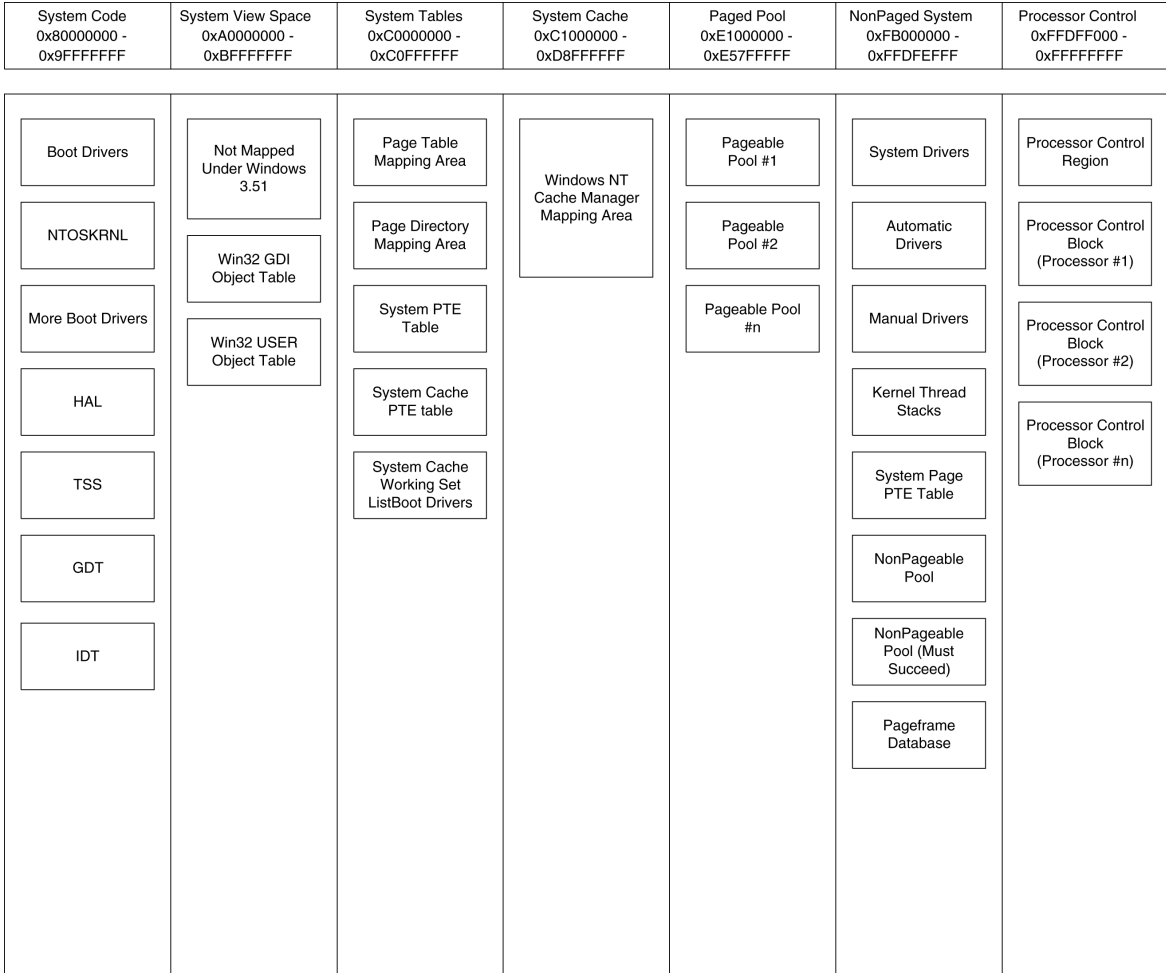 System Code
0x80000000 -
0x9FFFFFFF
System View Space
0xA0000000 -
0xBFFFFFFF
System Tables
0xC0000000 -
0xC0FFFFFF
System Cache
0xC1000000 -
0xD8FFFFFF
Paged Pool
0xE1000000 -
0xE57FFFFF
NonPaged System
0xFB000000 -
0xFFDFEFFF
Processor Control
0xFFDFF000 -
0xFFFFFFFF
Boot Drivers
NTOSKRNL
More Boot Drivers
HAL
TSS
GDT
IDT
Not Mapped
Under Windows
3.51
Win32 GDI
Object Table
Win32 USER
Object Table
Page Table
Mapping Area
Page Directory
Mapping Area
System PTE
Table
System Cache
PTE table
System Cache
Working Set
ListBoot Drivers
Windows NT
Cache Manager
Mapping Area
Pageable
Pool #1
Pageable
Pool #2
Pageable Pool
#n
System Drivers
Automatic
Drivers
Manual Drivers
Kernel Thread
Stacks
System Page
PTE Table
NonPageable
Pool
NonPageable
Pool (Must
Succeed)
Pageframe
Database
Processor Control
Region
Processor Control
Block
(Processor #1)
Processor Control
Block
(Processor #2)
Processor Control
Block
(Processor #n)